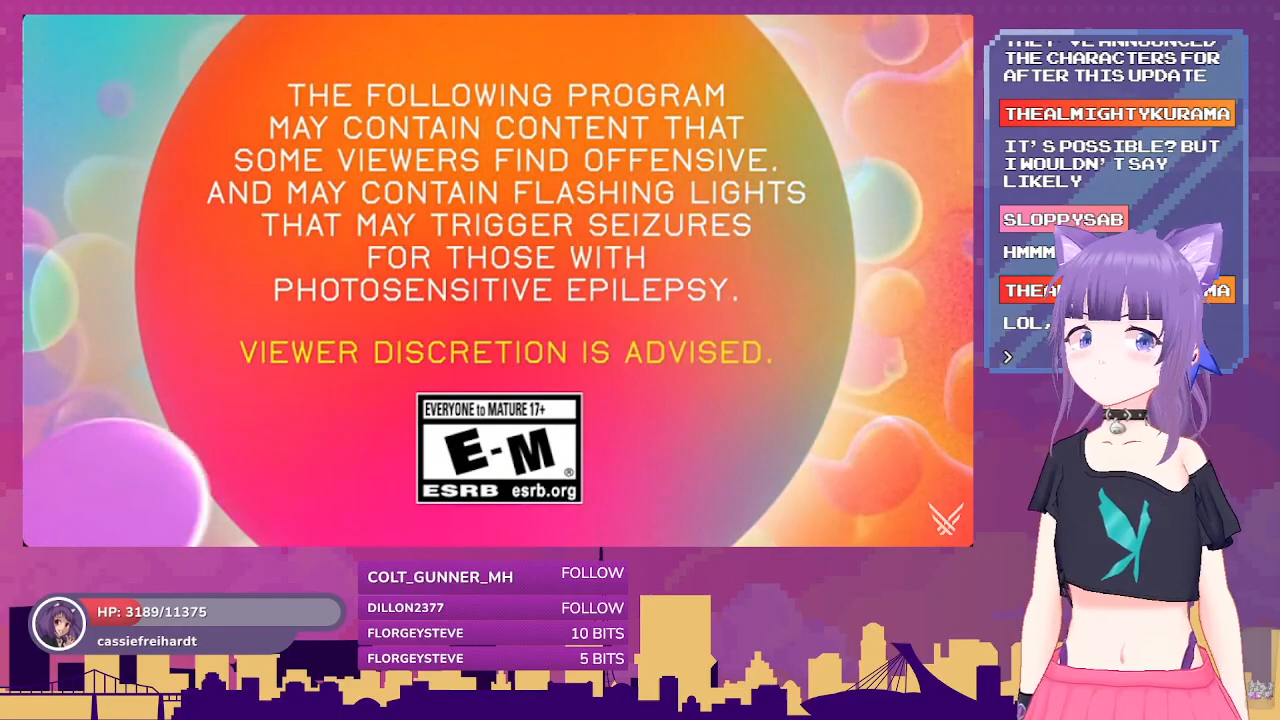 THE FOLLOWING PROGRAM
MAY CONTAIN CONTENT THAT
SOME VIEWERS FIND OFFENSIVE.
AND MAY CONTAIN FLASHING LIGHTS
THAT MAY TRIGGER SEIZURES
FOR THOSE WITH
PHOTOSENSITIVE EPILEPSY.
VIEWER DISCRETION IS ADVISED.
EVERYONE to MATURE 17+
E-M
®
ESRB esrb.org
THEY'VE ANNOUNCED
THE CHARACTERS FOR
AFTER THIS UPDATE
THEALMIGHTYKURAMA
IT'S POSSIBLE? BUT
I WOULDN'T SAY
LIKELY
SLOPPYSAB
HMMM
LOL,
>
HP: 3189/11375
cassiefreihardt
COLT_GUNNER_MH FOLLOW
DILLON2377 FOLLOW
FLORGEYSTEVE 10 BITS
FLORGEYSTEVE 5 BITS